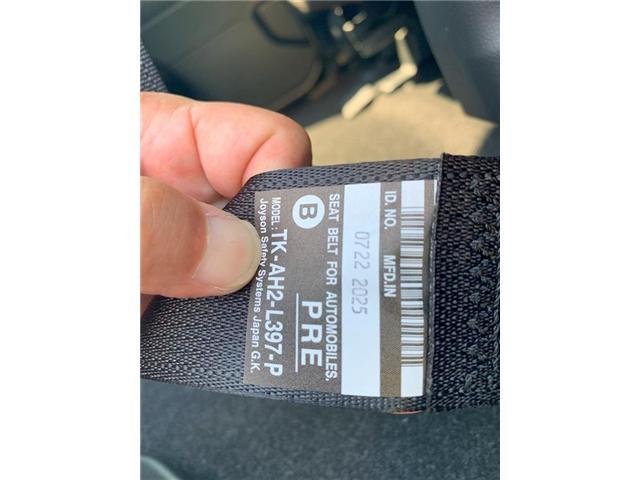 ID. NO. MFD.IN
0722 2025
SEAT BELT FOR AUTOMOBILES.
B PRE
MODEL: TK-AH2-L397-P
Joyson Safety Systems Japan G.K.